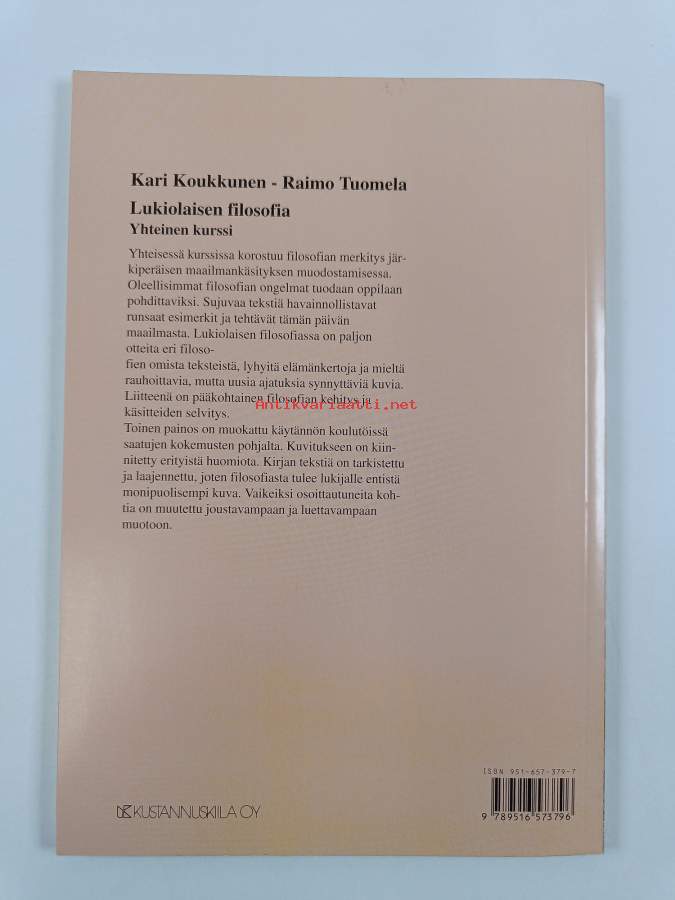 Kari Koukkunen - Raimo Tuomela
Lukiolaisen filosofia
Yhteinen kurssi
Yhteisessä kurssissa korostuu filosofian merkitys jär-
kiperäisen maailmankäsityksen muodostamisessa.
Oleellisimmat filosofian ongelmat tuodaan oppilaan
pohdittaviksi. Sujuvaa tekstiä havainnollistavat
runsaat esimerkit ja tehtävät tämän päivän
maailmasta. Lukiolaisen filosofiassa on paljon
otteita eri filoso-
fien omista teksteistä, lyhyitä elämänkertoja ja mieltä
rauhoittavia, mutta uusia ajatuksia synnyttäviä kuvia.
Liitteenä on pääkohtainen filosofian kehitys ja
Antikvariaatti.net
käsitteiden selvitys.
Toinen painos on muokattu käytännön koulutöissä
saatujen kokemusten pohjalta. Kuvitukseen on kiin-
nitetty erityistä huomiota. Kirjan tekstiä on tarkistettu
ja laajennettu, joten filosofiasta tulee lukijalle entistä
monipuolisempi kuva. Vaikeiksi osoittautuneita koh-
tia on muutettu joustavampaan ja luettavampaan
muotoon.
ISBN 951-657-379-7
9 789516 573796
KUSTANNUSKIILA OY